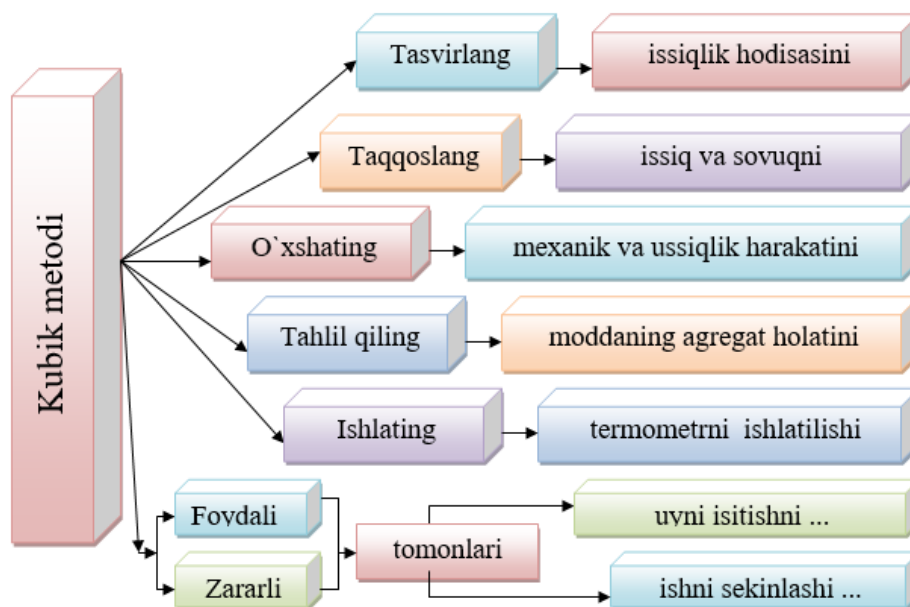 Kubik metodi
Tasvirlang
issiqlik hodisasini
Taqqoslang
issiq va sovuqni
O`xshating
mexanik va ussiqlik harakatini
Tahlil qiling
moddaning agregat holatini
Ishlating
termometrni ishlatilishi
Foydali
Zararli
tomonlari
uyni isitishni ...
ishni sekinlashi ...